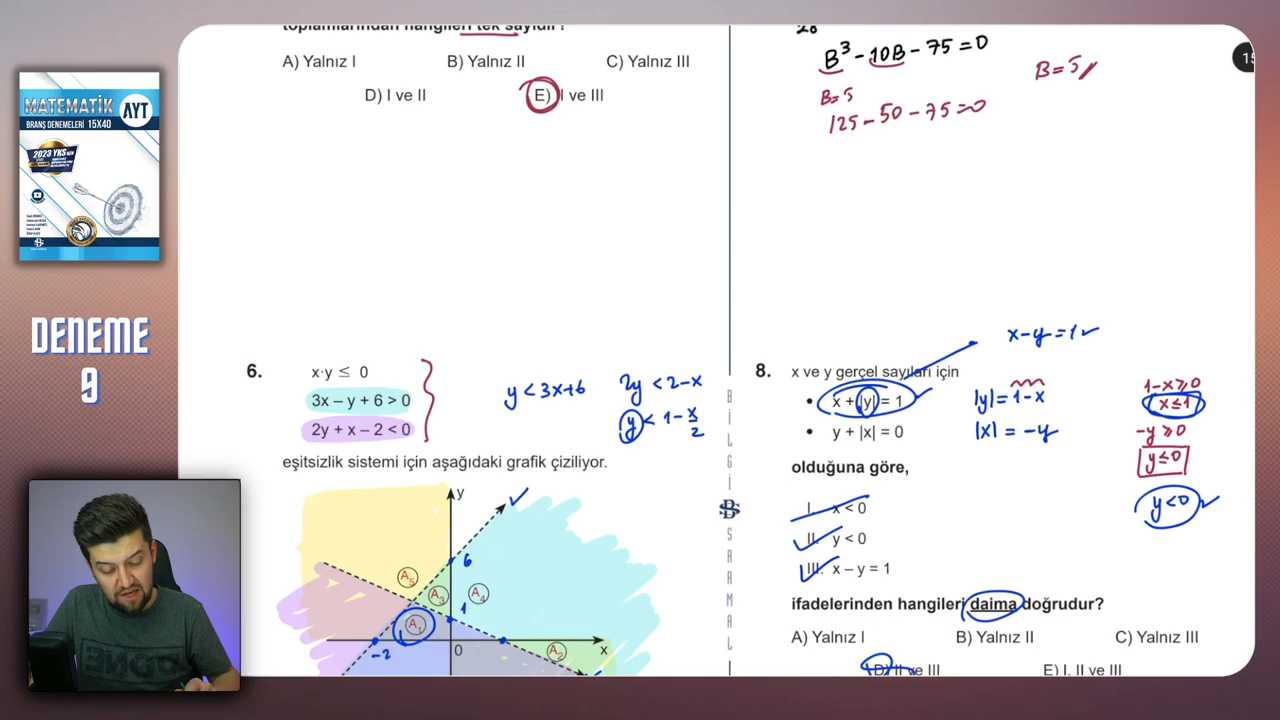 MATEMATİK AYT
BRANŞ DENEMELERİ 15X40
2023 YKS'NİN
DENEME
9
toplamlarından hangileri tek sayıdır?
A) Yalnız I
B) Yalnız II
C) Yalnız III
D) I ve II
E) I ve III
6.
x·y ≤ 0
3x – y + 6 > 0
2y + x – 2 < 0
y < 3x+6
2y < 2-x
y < 1 - x/2
eşitsizlik sistemi için aşağıdaki grafik çiziliyor.
y
6
A5
A3
A4
1
A1
-2
0
A2
x
BİLGİ
SARMAL
B³ - 10B - 75 = 0
B = 5
B = 5
125 - 50 - 75 = 0
15
x-y = 1
8.
x ve y gerçel sayıları için
• x + |y| = 1
• y + |x| = 0
|y| = 1-x
|x| = -y
1-x ≥ 0
x ≤ 1
-y ≥ 0
y ≤ 0
y < 0
olduğuna göre,
I. x < 0
II. y < 0
III. x – y = 1
ifadelerinden hangileri daima doğrudur?
A) Yalnız I
B) Yalnız II
C) Yalnız III
D) II ve III
E) I, II ve III